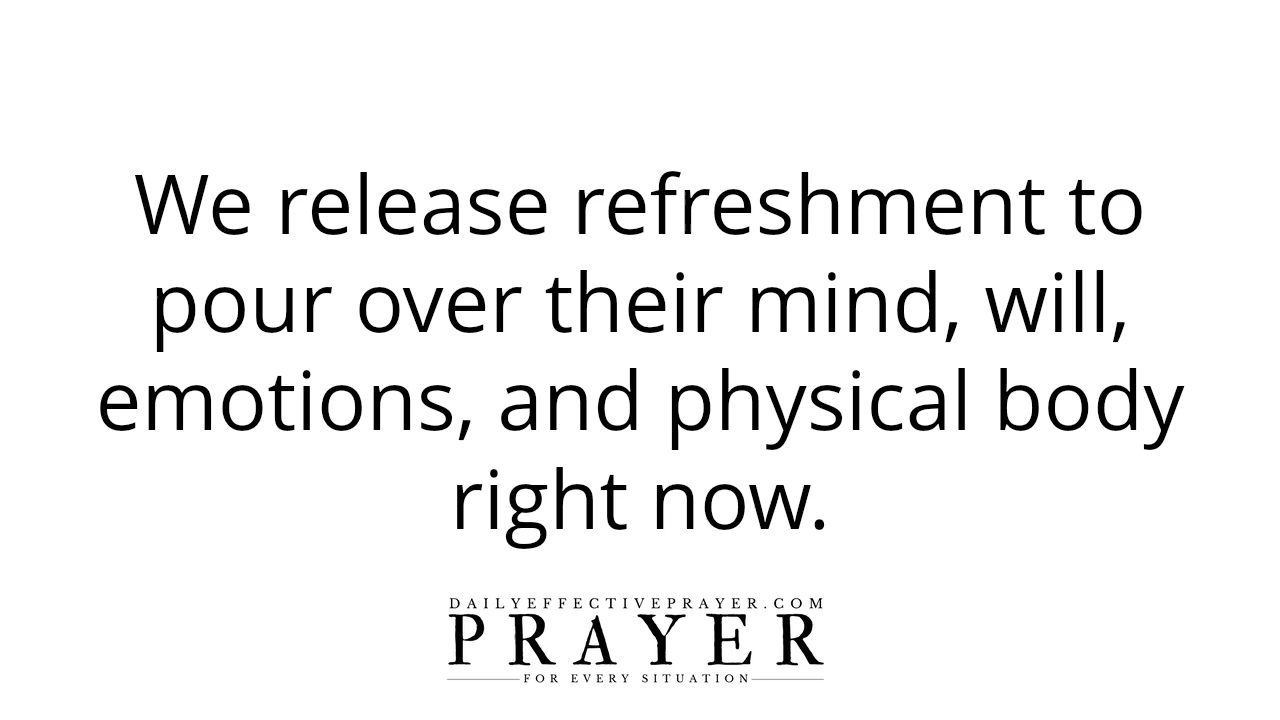 We release refreshment to
pour over their mind, will,
emotions, and physical body
right now.
DAILYEFFECTIVEPRAYER.COM
PRAYER
FOR EVERY SITUATION